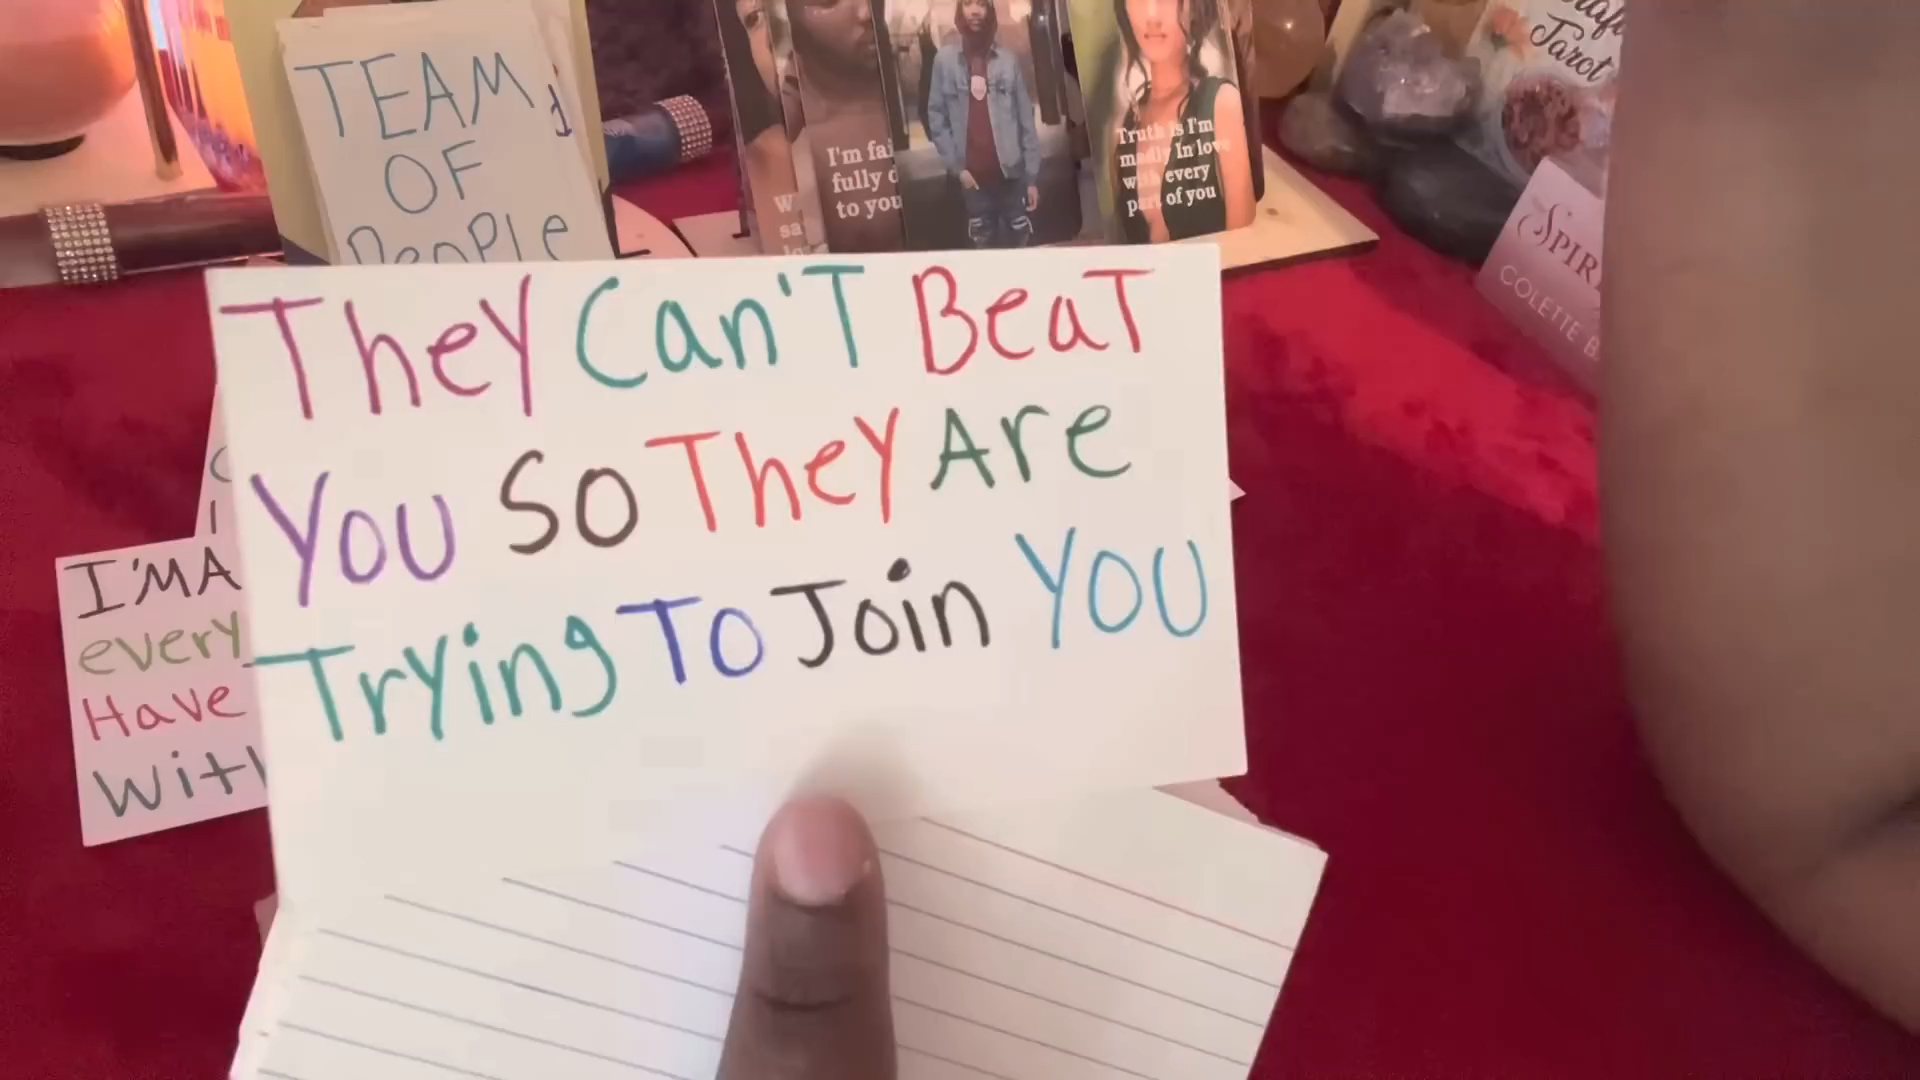 TEAM
OF
People
I'm
fully
to you
Truth is I'm
madly In love
with every
part of you
Tarot
SPIR
COLETTE B
They Can't Beat
You So They Are
Trying To Join You
I'M A
every
Have
With